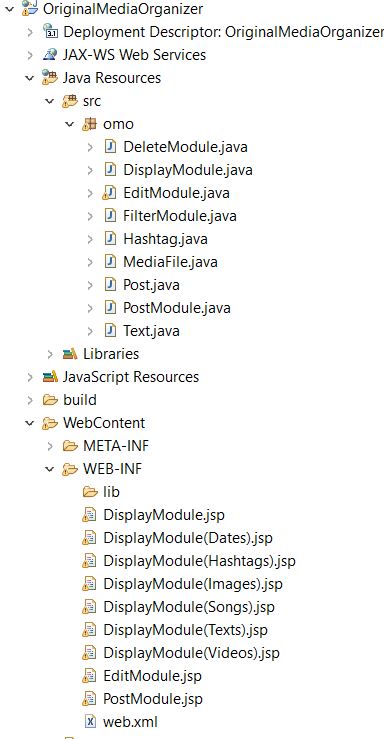 OriginalMediaOrganizer
Deployment Descriptor: OriginalMediaOrganizer
JAX-WS Web Services
Java Resources
src
omo
DeleteModule.java
DisplayModule.java
EditModule.java
FilterModule.java
Hashtag.java
MediaFile.java
Post.java
PostModule.java
Text.java
Libraries
JavaScript Resources
build
WebContent
META-INF
WEB-INF
lib
DisplayModule.jsp
DisplayModule(Dates).jsp
DisplayModule(Hashtags).jsp
DisplayModule(Images).jsp
DisplayModule(Songs).jsp
DisplayModule(Texts).jsp
DisplayModule(Videos).jsp
EditModule.jsp
PostModule.jsp
web.xml